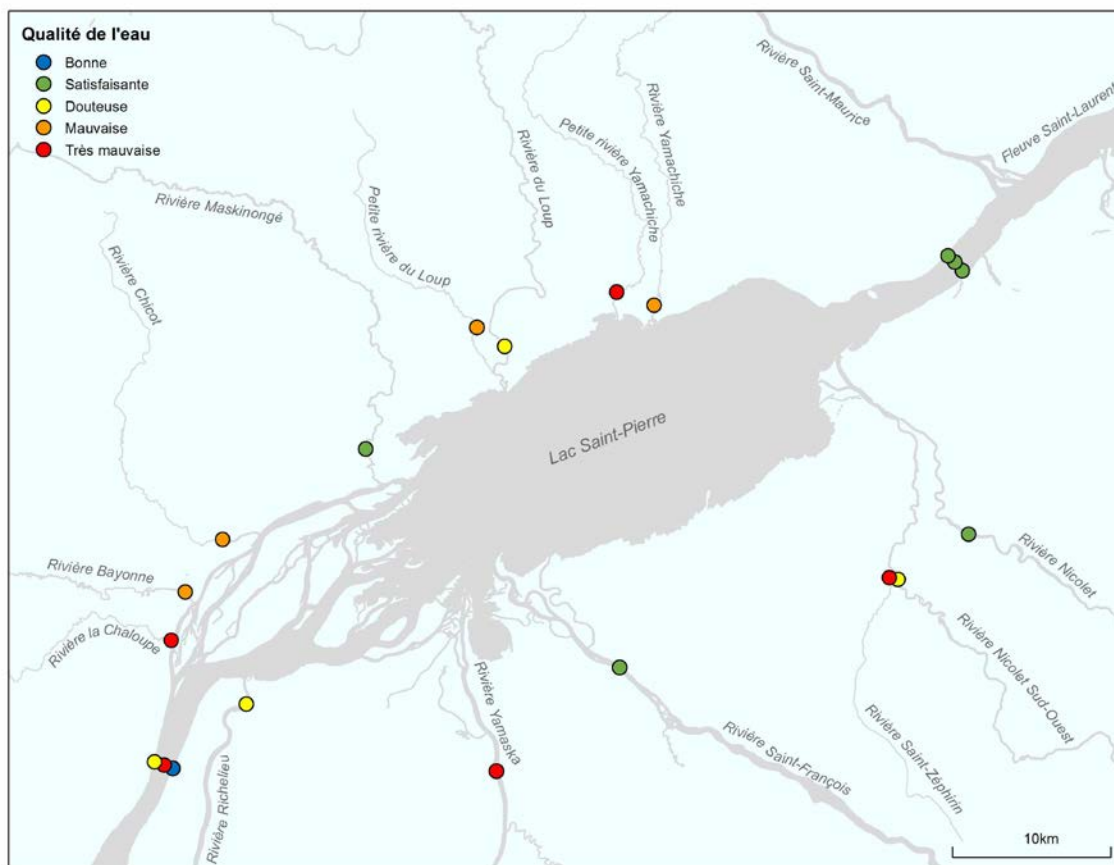 Qualité de l'eau
Bonne
Satisfaisante
Douteuse
Mauvaise
Très mauvaise
Rivière Saint-Maurice
Fleuve Saint-Laurent
Rivière Yamachiche
Petite rivière Yamachiche
Rivière du Loup
Rivière Maskinongé
Petite rivière du Loup
Rivière Chicot
Lac Saint-Pierre
Rivière Bayonne
Rivière la Chaloupe
Rivière Nicolet
Rivière Nicolet Sud-Ouest
Rivière Yamaska
Rivière Saint-Zéphirin
Rivière Saint-François
Rivière Richelieu
10km